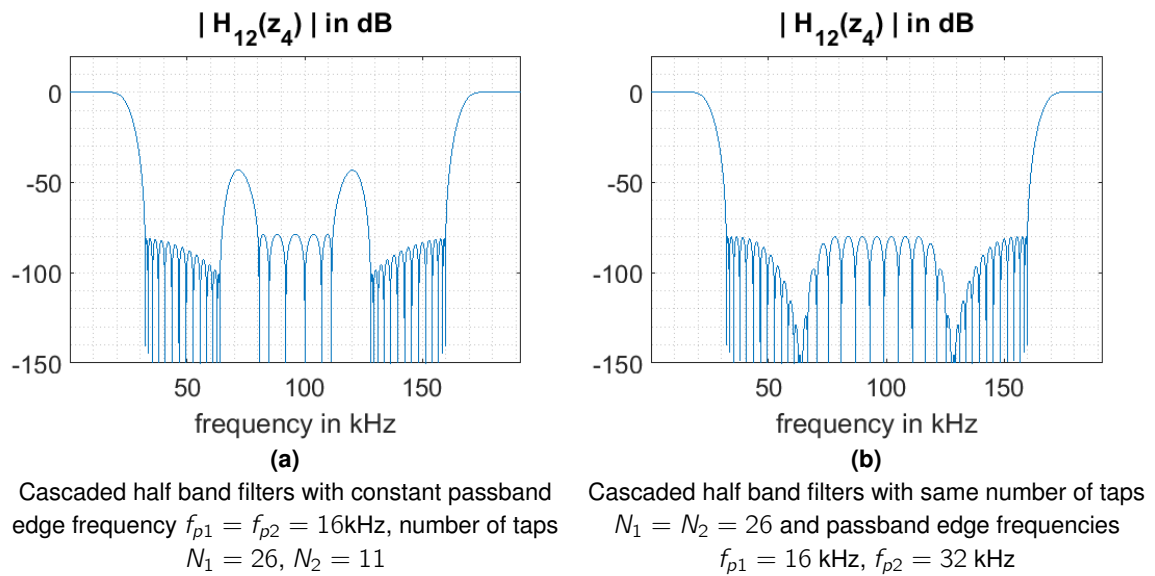 | H12(z4) | in dB
0
-50
-100
-150
50
100
150
frequency in kHz
(a)
Cascaded half band filters with constant passband
edge frequency fp1 = fp2 = 16kHz, number of taps
N1 = 26, N2 = 11
| H12(z4) | in dB
0
-50
-100
-150
50
100
150
frequency in kHz
(b)
Cascaded half band filters with same number of taps
N1 = N2 = 26 and passband edge frequencies
fp1 = 16 kHz, fp2 = 32 kHz